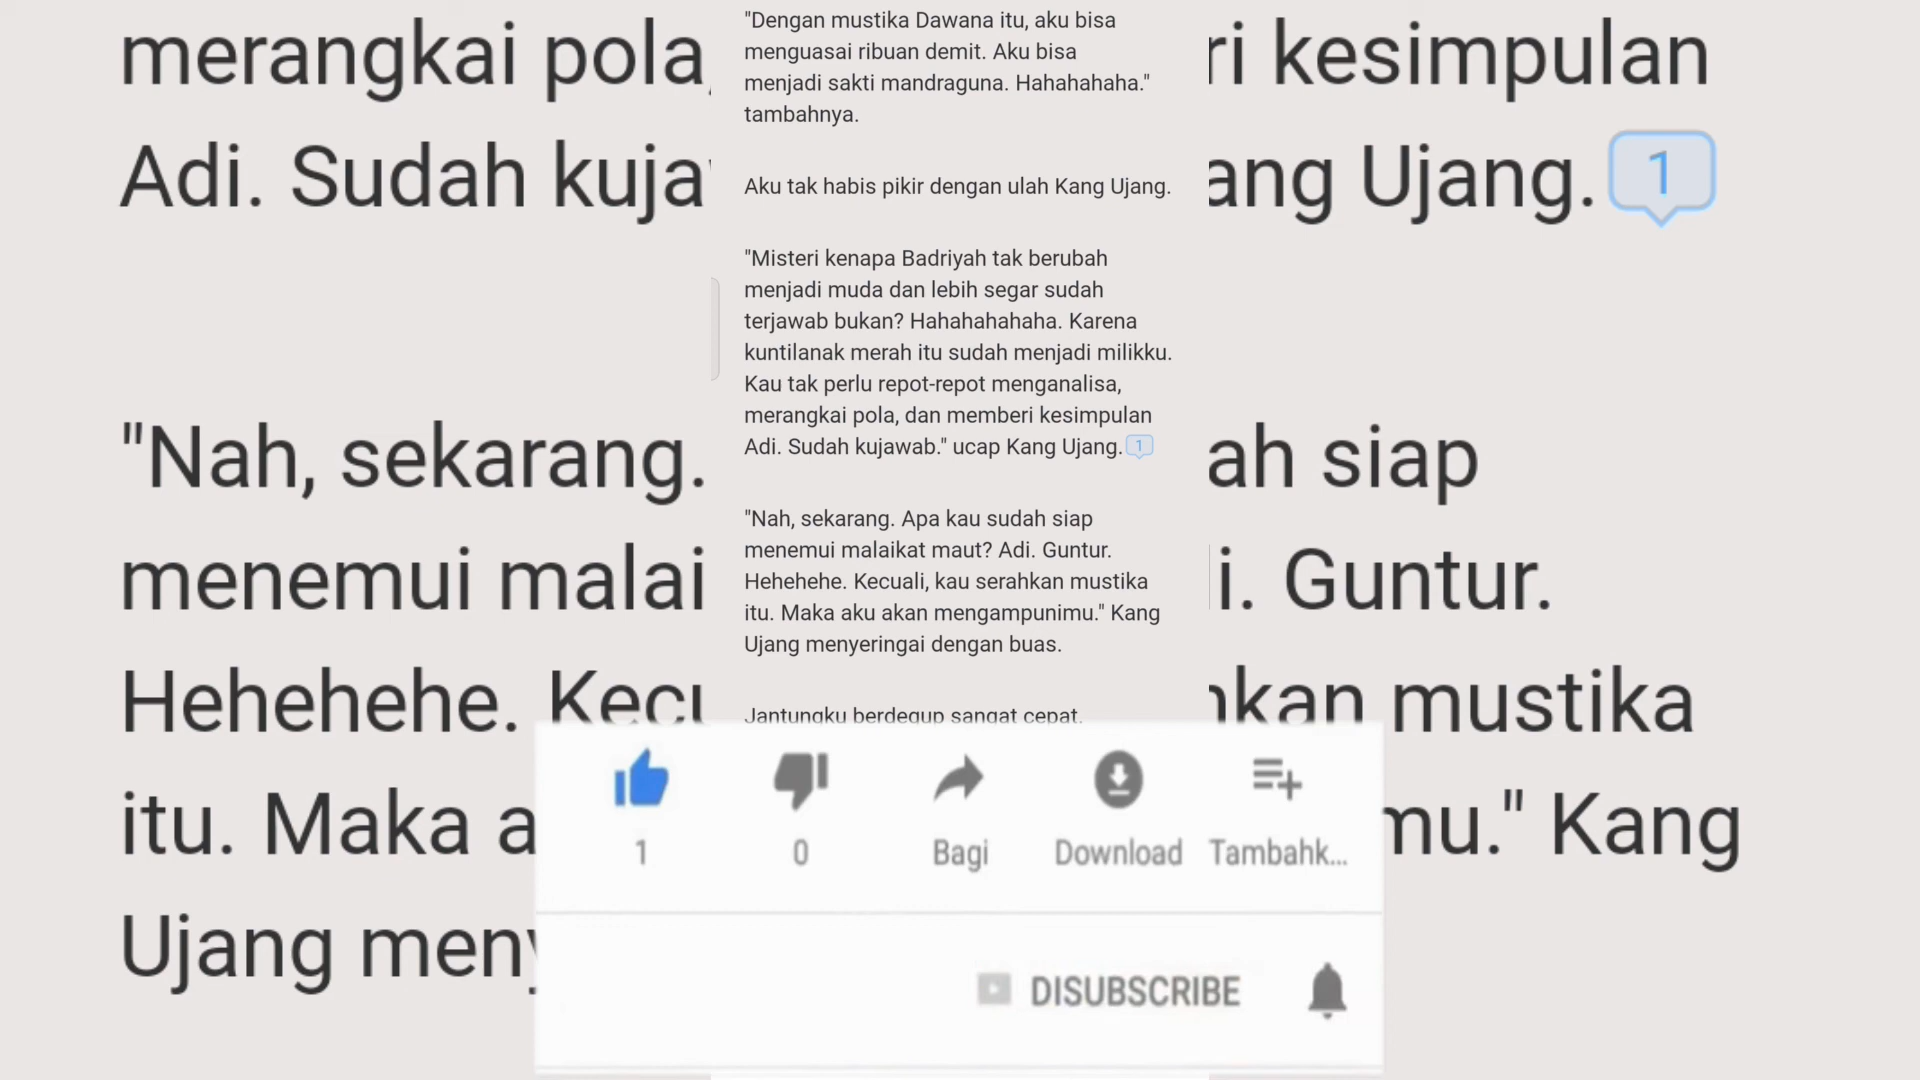 "Dengan mustika Dawana itu, aku bisa
menguasai ribuan demit. Aku bisa
menjadi sakti mandraguna. Hahahahaha."
tambahnya.
Aku tak habis pikir dengan ulah Kang Ujang.
"Misteri kenapa Badriyah tak berubah
menjadi muda dan lebih segar sudah
terjawab bukan? Hahahahahaha. Karena
kuntilanak merah itu sudah menjadi milikku.
Kau tak perlu repot-repot menganalisa,
merangkai pola, dan memberi kesimpulan
Adi. Sudah kujawab." ucap Kang Ujang.
1
"Nah, sekarang. Apa kau sudah siap
menemui malaikat maut? Adi. Guntur.
Hehehehe. Kecuali, kau serahkan mustika
itu. Maka aku akan mengampunimu." Kang
Ujang menyeringai dengan buas.
Jantungku berdegup sangat cepat.
merangkai pola, ri kesimpulan
Adi. Sudah kuja ang Ujang.
1
"Nah, sekarang. ah siap
menemui malai i. Guntur.
Hehehehe. Kecu hkan mustika
itu. Maka a mu." Kang
Ujang meny
1 0 Bagi Download Tambahk...
DISUBSCRIBE